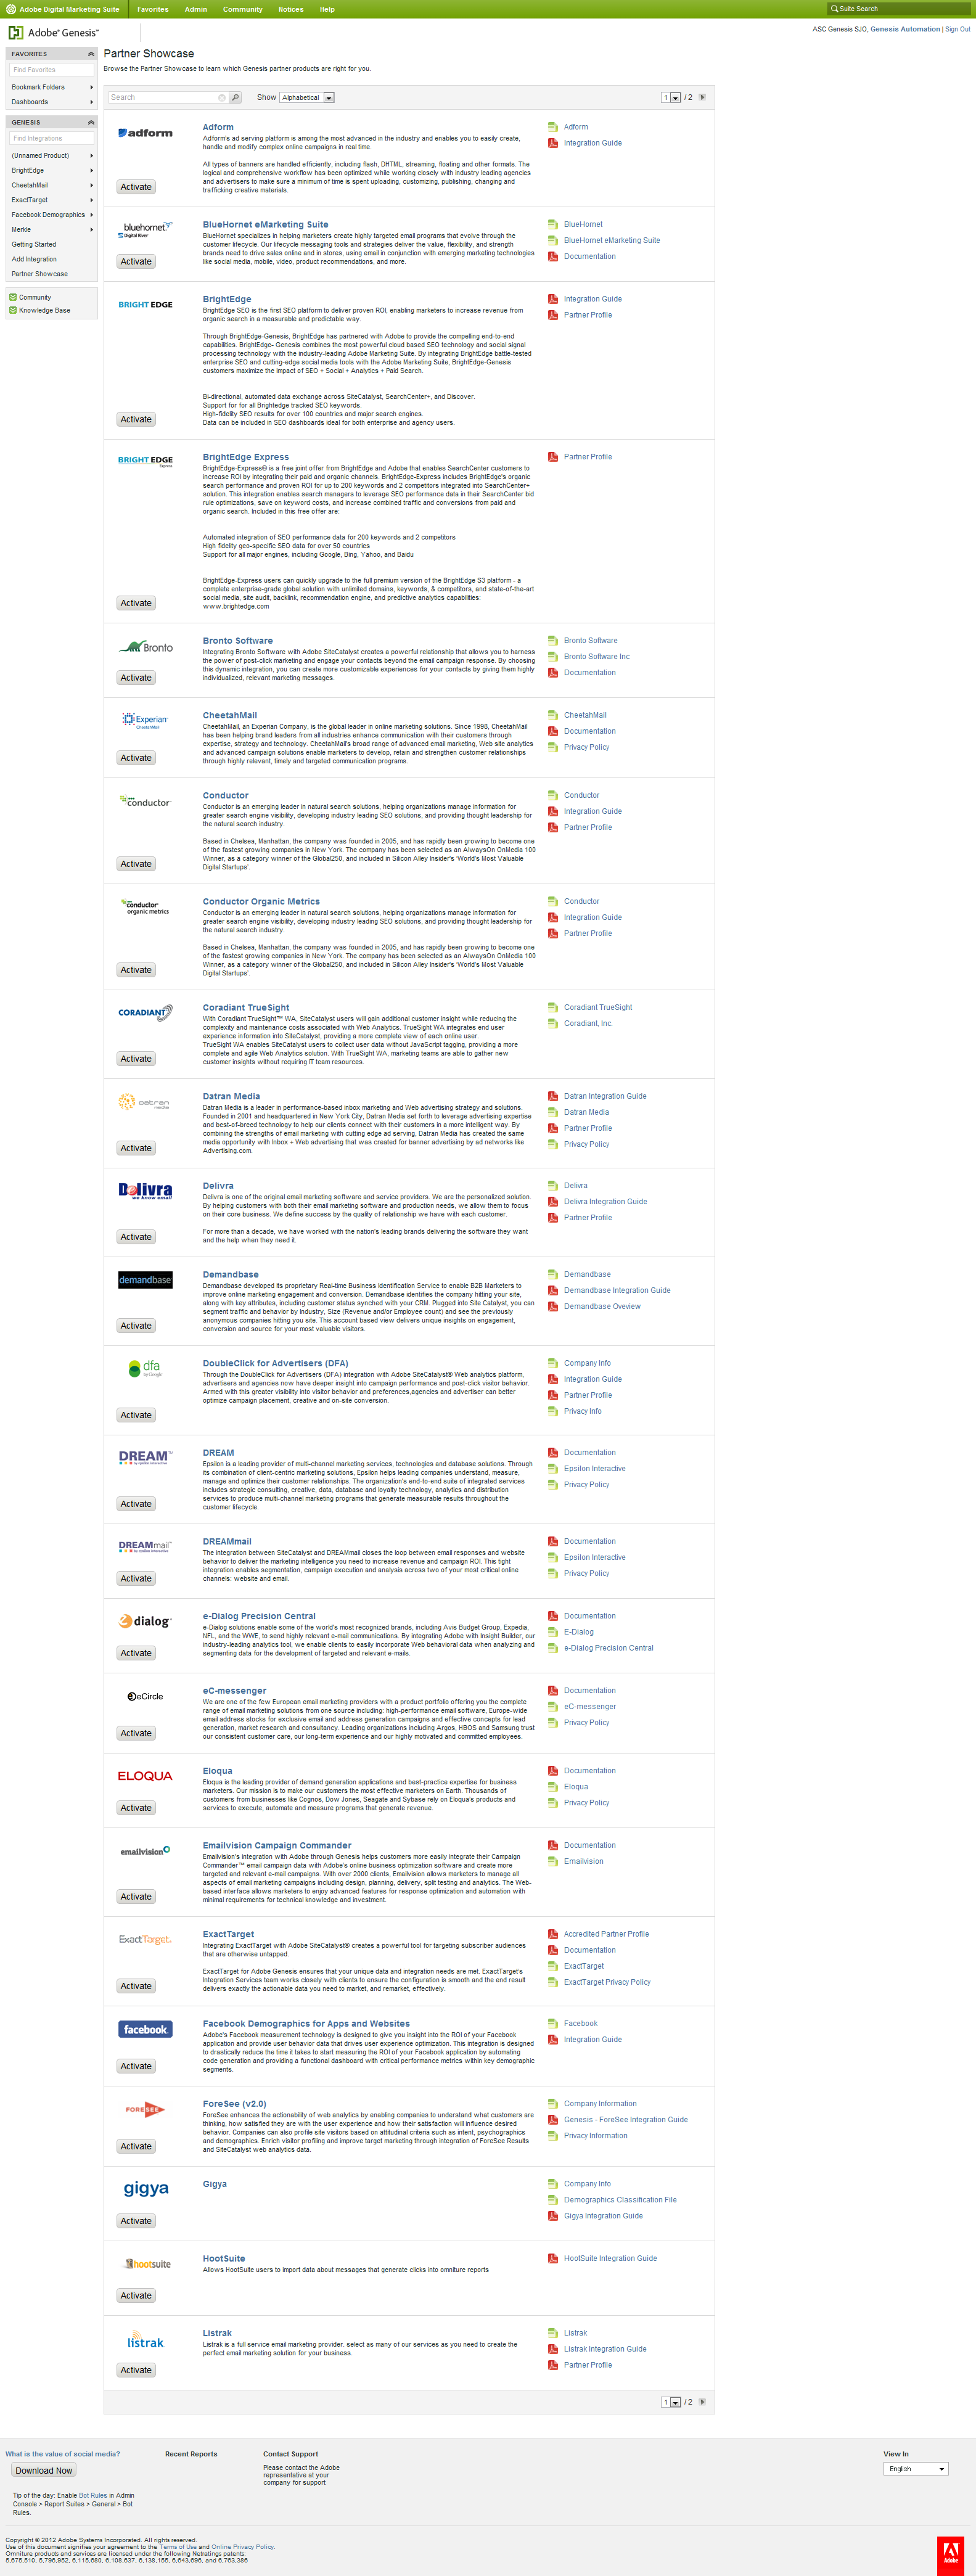 Adobe Digital Marketing Suite Favorites Admin Community Notices Help Suite Search
Adobe® Genesis™
ASC Genesis SJO, Genesis Automation | Sign Out
FAVORITES
Find Favorites
Bookmark Folders
Dashboards
GENESIS
Find Integrations
(Unnamed Product)
BrightEdge
CheetahMail
ExactTarget
Facebook Demographics
Merkle
Getting Started
Add Integration
Partner Showcase
Community
Knowledge Base
Partner Showcase
Browse the Partner Showcase to learn which Genesis partner products are right for you.
Search Show Alphabetical 1 / 2
adform
Activate
Adform
Adform's ad serving platform is among the most advanced in the industry and enables you to easily create,
handle and modify complex online campaigns in real time.
All types of banners are handled efficiently, including flash, DHTML, streaming, floating and other formats. The
logical and comprehensive workflow has been optimized while working closely with industry leading agencies
and advertisers to make sure a minimum of time is spent uploading, customizing, publishing, changing and
trafficking creative materials.
Adform
Integration Guide
bluehornet
Digital River
Activate
BlueHornet eMarketing Suite
BlueHornet specializes in helping marketers create highly targeted email programs that evolve through the
customer lifecycle. Our lifecycle messaging tools and strategies deliver the value, flexibility, and strength
brands need to drive sales online and in stores, using email in conjunction with emerging marketing technologies
like social media, mobile, video, product recommendations, and more.
BlueHornet
BlueHornet eMarketing Suite
Documentation
BRIGHT EDGE
Activate
BrightEdge
BrightEdge SEO is the first SEO platform to deliver proven ROI, enabling marketers to increase revenue from
organic search in a measurable and predictable way.
Through BrightEdge-Genesis, BrightEdge has partnered with Adobe to provide the compelling end-to-end
capabilities. BrightEdge- Genesis combines the most powerful cloud based SEO technology and social signal
processing technology with the industry-leading Adobe Marketing Suite. By integrating BrightEdge battle-tested
enterprise SEO and cutting-edge social media tools with the Adobe Marketing Suite, BrightEdge-Genesis
customers maximize the impact of SEO + Social + Analytics + Paid Search.
Bi-directional, automated data exchange across SiteCatalyst, SearchCenter+, and Discover.
Support for for all Brightedge tracked SEO keywords.
High-fidelity SEO results for over 100 countries and major search engines.
Data can be included in SEO dashboards ideal for both enterprise and agency users.
Integration Guide
Partner Profile
BRIGHT EDGE
Express
Activate
BrightEdge Express
BrightEdge-Express® is a free joint offer from BrightEdge and Adobe that enables SearchCenter customers to
increase ROI by integrating their paid and organic channels. BrightEdge-Express includes BrightEdge's organic
search performance and proven ROI for up to 200 keywords and 2 competitors integrated into SearchCenter+
solution. This integration enables search managers to leverage SEO performance data in their SearchCenter bid
rule optimizations, save on keyword costs, and increase combined traffic and conversions from paid and
organic search. Included in this free offer are:
Automated integration of SEO performance data for 200 keywords and 2 competitors
High fidelity geo-specific SEO data for over 50 countries
Support for all major engines, including Google, Bing, Yahoo, and Baidu
BrightEdge-Express users can quickly upgrade to the full premium version of the BrightEdge S3 platform - a
complete enterprise-grade global solution with unlimited domains, keywords, & competitors, and state-of-the-art
social media, site audit, backlink, recommendation engine, and predictive analytics capabilities:
www.brightedge.com
Partner Profile
Bronto
Activate
Bronto Software
Integrating Bronto Software with Adobe SiteCatalyst creates a powerful relationship that allows you to harness
the power of post-click marketing and engage your contacts beyond the email campaign response. By choosing
this dynamic integration, you can create more customizable experiences for your contacts by giving them highly
individualized, relevant marketing messages.
Bronto Software
Bronto Software Inc
Documentation
Experian
CheetahMail
Activate
CheetahMail
CheetahMail, an Experian Company, is the global leader in online marketing solutions. Since 1998, CheetahMail
has been helping brand leaders from all industries enhance communication with their customers through
expertise, strategy and technology. CheetahMail's broad range of advanced email marketing, Web site analytics
and advanced campaign solutions enable marketers to develop, retain and strengthen customer relationships
through highly relevant, timely and targeted communication programs.
CheetahMail
Documentation
Privacy Policy
conductor
Activate
Conductor
Conductor is an emerging leader in natural search solutions, helping organizations manage information for
greater search engine visibility, developing industry leading SEO solutions, and providing thought leadership for
the natural search industry.
Based in Chelsea, Manhattan, the company was founded in 2005, and has rapidly been growing to become one
of the fastest growing companies in New York. The company has been selected as an AlwaysOn OnMedia 100
Winner, as a category winner of the Global250, and included in Silicon Alley Insider's 'World's Most Valuable
Digital Startups'.
Conductor
Integration Guide
Partner Profile
conductor
organic metrics
Activate
Conductor Organic Metrics
Conductor is an emerging leader in natural search solutions, helping organizations manage information for
greater search engine visibility, developing industry leading SEO solutions, and providing thought leadership for
the natural search industry.
Based in Chelsea, Manhattan, the company was founded in 2005, and has rapidly been growing to become one
of the fastest growing companies in New York. The company has been selected as an AlwaysOn OnMedia 100
Winner, as a category winner of the Global250, and included in Silicon Alley Insider's 'World's Most Valuable
Digital Startups'.
Conductor
Integration Guide
Partner Profile
CORADIANT
Activate
Coradiant TrueSight
With Coradiant TrueSight™ WA, SiteCatalyst users will gain additional customer insight while reducing the
complexity and maintenance costs associated with Web Analytics. TrueSight WA integrates end user
experience information into SiteCatalyst, providing a more complete view of each online user.
TrueSight WA enables SiteCatalyst users to collect user data without JavaScript tagging, providing a more
complete and agile Web Analytics solution. With TrueSight WA, marketing teams are able to gather new
customer insights without requiring IT team resources.
Coradiant TrueSight
Coradiant, Inc.
datran
media
Activate
Datran Media
Datran Media is a leader in performance-based inbox marketing and Web advertising strategy and solutions.
Founded in 2001 and headquartered in New York City, Datran Media set forth to leverage advertising expertise
and best-of-breed technology to help our clients connect with their customers in a more intelligent way. By
combining the strengths of email marketing with cutting edge ad serving, Datran Media has created the same
media opportunity with Inbox + Web advertising that was created for banner advertising by ad networks like
Advertising.com.
Datran Integration Guide
Datran Media
Partner Profile
Privacy Policy
Delivra
we know email
Activate
Delivra
Delivra is one of the original email marketing software and service providers. We are the personalized solution.
By helping customers with both their email marketing software and production needs, we allow them to focus
on their core business. We define success by the quality of relationship we have with each customer.
For more than a decade, we have worked with the nation's leading brands delivering the software they want
and the help when they need it.
Delivra
Delivra Integration Guide
Partner Profile
demandbase
Activate
Demandbase
Demandbase developed its proprietary Real-time Business Identification Service to enable B2B Marketers to
improve online marketing engagement and conversion. Demandbase identifies the company hitting your site,
along with key attributes, including customer status synched with your CRM. Plugged into Site Catalyst, you can
segment traffic and behavior by Industry, Size (Revenue and/or Employee count) and see the previously
anonymous companies hitting you site. This account based view delivers unique insights on engagement,
conversion and source for your most valuable visitors.
Demandbase
Demandbase Integration Guide
Demandbase Oveview
dfa
by Google
Activate
DoubleClick for Advertisers (DFA)
Through the DoubleClick for Advertisers (DFA) integration with Adobe SiteCatalyst® Web analytics platform,
advertisers and agencies now have deeper insight into campaign performance and post-click visitor behavior.
Armed with this greater visibility into visitor behavior and preferences,agencies and advertiser can better
optimize campaign placement, creative and on-site conversion.
Company Info
Integration Guide
Partner Profile
Privacy Info
DREAM™
by epsilon interactive
Activate
DREAM
Epsilon is a leading provider of multi-channel marketing services, technologies and database solutions. Through
its combination of client-centric marketing solutions, Epsilon helps leading companies understand, measure,
manage and optimize their customer relationships. The organization's end-to-end suite of integrated services
includes strategic consulting, creative, data, database and loyalty technology, analytics and distribution
services to produce multi-channel marketing programs that generate measurable results throughout the
customer lifecycle.
Documentation
Epsilon Interactive
Privacy Policy
DREAMmail™
by epsilon interactive
Activate
DREAMmail
The integration between SiteCatalyst and DREAMmail closes the loop between email responses and website
behavior to deliver the marketing intelligence you need to increase revenue and campaign ROI. This tight
integration enables segmentation, campaign execution and analysis across two of your most critical online
channels: website and email.
Documentation
Epsilon Interactive
Privacy Policy
dialog
Activate
e-Dialog Precision Central
e-Dialog solutions enable some of the world's most recognized brands, including Avis Budget Group, Expedia,
NFL, and the WWE, to send highly relevant e-mail communications. By integrating Adobe with Insight Builder, our
industry-leading analytics tool, we enable clients to easily incorporate Web behavioral data when analyzing and
segmenting data for the development of targeted and relevant e-mails.
Documentation
E-Dialog
e-Dialog Precision Central
eCircle
Activate
eC-messenger
We are one of the few European email marketing providers with a product portfolio offering you the complete
range of email marketing solutions from one source including: high-performance email software, Europe-wide
email address stocks for exclusive email and address generation campaigns and effective concepts for lead
generation, market research and consultancy. Leading organizations including Argos, HBOS and Samsung trust
our consistent customer care, our long-term experience and our highly motivated and committed employees.
Documentation
eC-messenger
Privacy Policy
ELOQUA
Activate
Eloqua
Eloqua is the leading provider of demand generation applications and best-practice expertise for business
marketers. Our mission is to make our customers the most effective marketers on Earth. Thousands of
customers from businesses like Cognos, Dow Jones, Seagate and Sybase rely on Eloqua's products and
services to execute, automate and measure programs that generate revenue.
Documentation
Eloqua
Privacy Policy
emailvision
Activate
Emailvision Campaign Commander
Emailvision's integration with Adobe through Genesis helps customers more easily integrate their Campaign
Commander™ email campaign data with Adobe's online business optimization software and create more
targeted and relevant e-mail campaigns. With over 2000 clients, Emailvision allows marketers to manage all
aspects of email marketing campaigns including design, planning, delivery, split testing and analytics. The Web-
based interface allows marketers to enjoy advanced features for response optimization and automation with
minimal requirements for technical knowledge and investment.
Documentation
Emailvision
ExactTarget
Activate
ExactTarget
Integrating ExactTarget with Adobe SiteCatalyst® creates a powerful tool for targeting subscriber audiences
that are otherwise untapped.
ExactTarget for Adobe Genesis ensures that your unique data and integration needs are met. ExactTarget's
Integration Services team works closely with clients to ensure the configuration is smooth and the end result
delivers exactly the actionable data you need to market, and remarket, effectively.
Accredited Partner Profile
Documentation
ExactTarget
ExactTarget Privacy Policy
facebook
Activate
Facebook Demographics for Apps and Websites
Adobe's Facebook measurement technology is designed to give you insight into the ROI of your Facebook
application and provide user behavior data that drives user experience optimization. This integration is designed
to drastically reduce the time it takes to start measuring the ROI of your Facebook application by automating
code generation and providing a functional dashboard with critical performance metrics within key demographic
segments.
Facebook
Integration Guide
FORESEE
Activate
ForeSee (v2.0)
ForeSee enhances the actionability of web analytics by enabling companies to understand what customers are
thinking, how satisfied they are with the user experience and how their satisfaction will influence desired
behavior. Companies can also profile site visitors based on attitudinal criteria such as intent, psychographics
and demographics. Enrich visitor profiling and improve target marketing through integration of ForeSee Results
and SiteCatalyst web analytics data.
Company Information
Genesis - ForeSee Integration Guide
Privacy Information
gigya
Activate
Gigya
Company Info
Demographics Classification File
Gigya Integration Guide
hootsuite
Activate
HootSuite
Allows HootSuite users to import data about messages that generate clicks into omniture reports
HootSuite Integration Guide
listrak
Activate
Listrak
Listrak is a full service email marketing provider. select as many of our services as you need to create the
perfect email marketing solution for your business.
Listrak
Listrak Integration Guide
Partner Profile
1 / 2
What is the value of social media?
Download Now
Tip of the day: Enable Bot Rules in Admin
Console > Report Suites > General > Bot
Rules.
Recent Reports
Contact Support
Please contact the Adobe
representative at your
company for support
View In
English
Copyright © 2012 Adobe Systems Incorporated. All rights reserved.
Use of this document signifies your agreement to the Terms of Use and Online Privacy Policy.
Omniture products and services are licensed under the following Netratings patents:
5,675,510, 5,796,952, 6,115,680, 6,108,637, 6,138,155, 6,643,696, and 6,763,386
Adobe